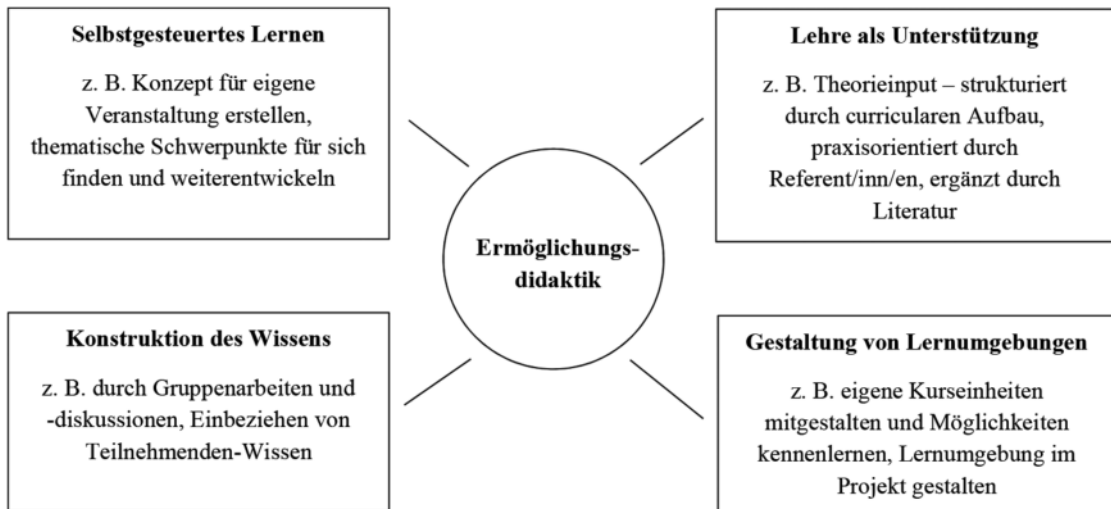 Selbstgesteuertes Lernen
z. B. Konzept für eigene
Veranstaltung erstellen,
thematische Schwerpunkte für sich
finden und weiterentwickeln
Lehre als Unterstützung
z. B. Theorieinput – strukturiert
durch curricularen Aufbau,
praxisorientiert durch
Referent/inn/en, ergänzt durch
Literatur
Ermöglichungs-
didaktik
Konstruktion des Wissens
z. B. durch Gruppenarbeiten und
-diskussionen, Einbeziehen von
Teilnehmenden-Wissen
Gestaltung von Lernumgebungen
z. B. eigene Kurseinheiten
mitgestalten und Möglichkeiten
kennenlernen, Lernumgebung im
Projekt gestalten